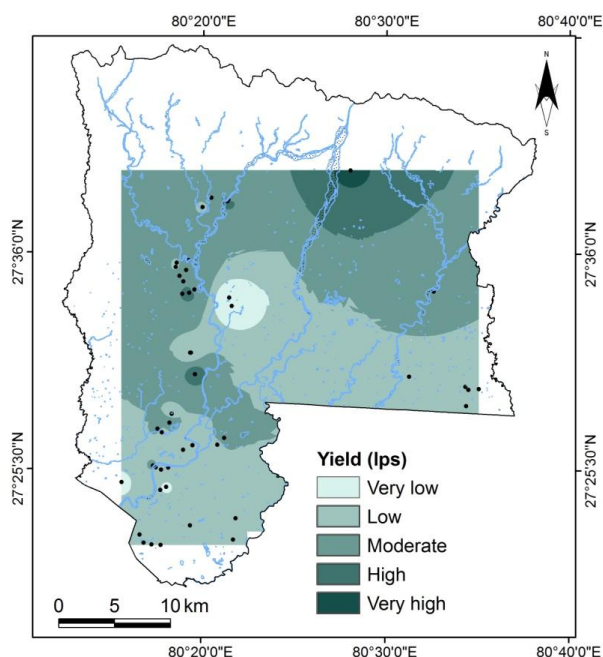 80°20'0"E 80°30'0"E 80°40'0"E
N
S
27°36'0"N 27°36'0"N
27°25'30"N 27°25'30"N
Yield (lps)
Very low
Low
Moderate
High
Very high
0 5 10 km
80°20'0"E 80°30'0"E 80°40'0"E